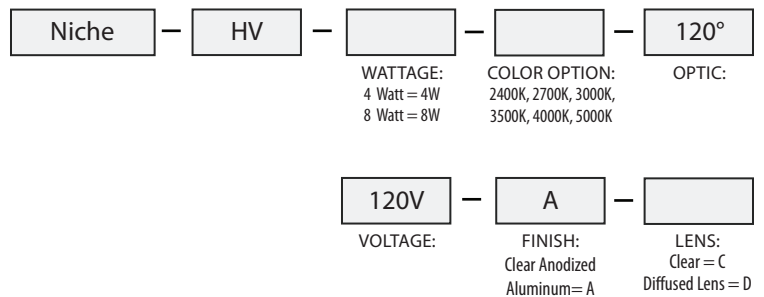 Niche – HV – – – 120°
WATTAGE: COLOR OPTION: OPTIC:
4 Watt = 4W 2400K, 2700K, 3000K,
8 Watt = 8W 3500K, 4000K, 5000K
120V – A –
VOLTAGE: FINISH: LENS:
Clear Anodized Clear = C
Aluminum= A Diffused Lens = D